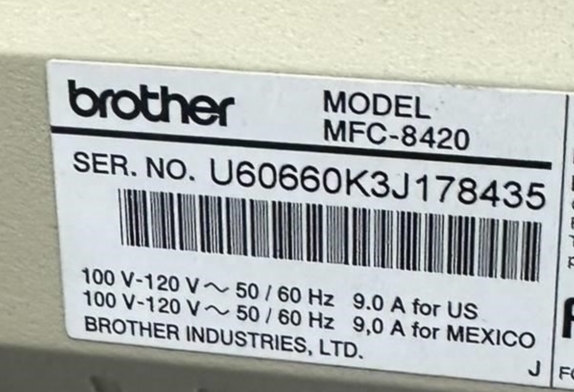 brother
MODEL
MFC-8420
SER. NO. U60660K3J178435
100 V-120 V ~ 50 / 60 Hz 9.0 A for US
100 V-120 V ~ 50 / 60 Hz 9,0 A for MEXICO
BROTHER INDUSTRIES, LTD.
J